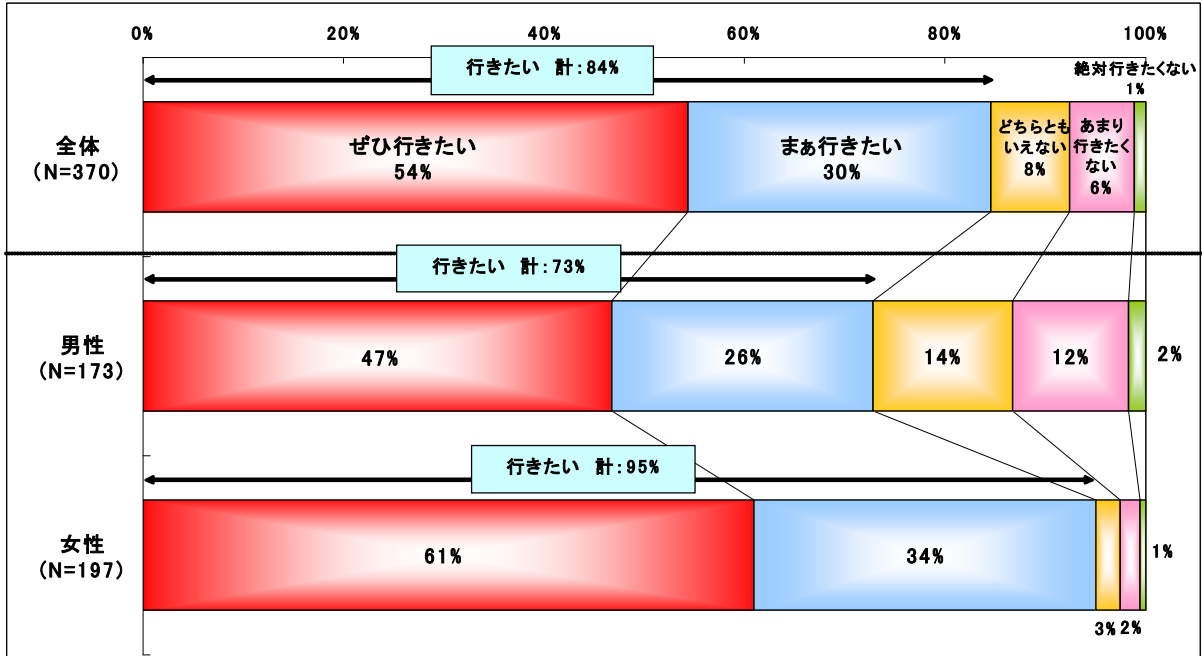 0% 20% 40% 60% 80% 100%
行きたい 計:84%
絶対行きたくない
1%
全体
(N=370)
ぜひ行きたい
54%
まぁ行きたい
30%
どちらとも
いえない
8%
あまり
行きたくない
6%
行きたい 計:73%
男性
(N=173)
47% 26% 14% 12% 2%
行きたい 計:95%
女性
(N=197)
61% 34% 1%
3% 2%